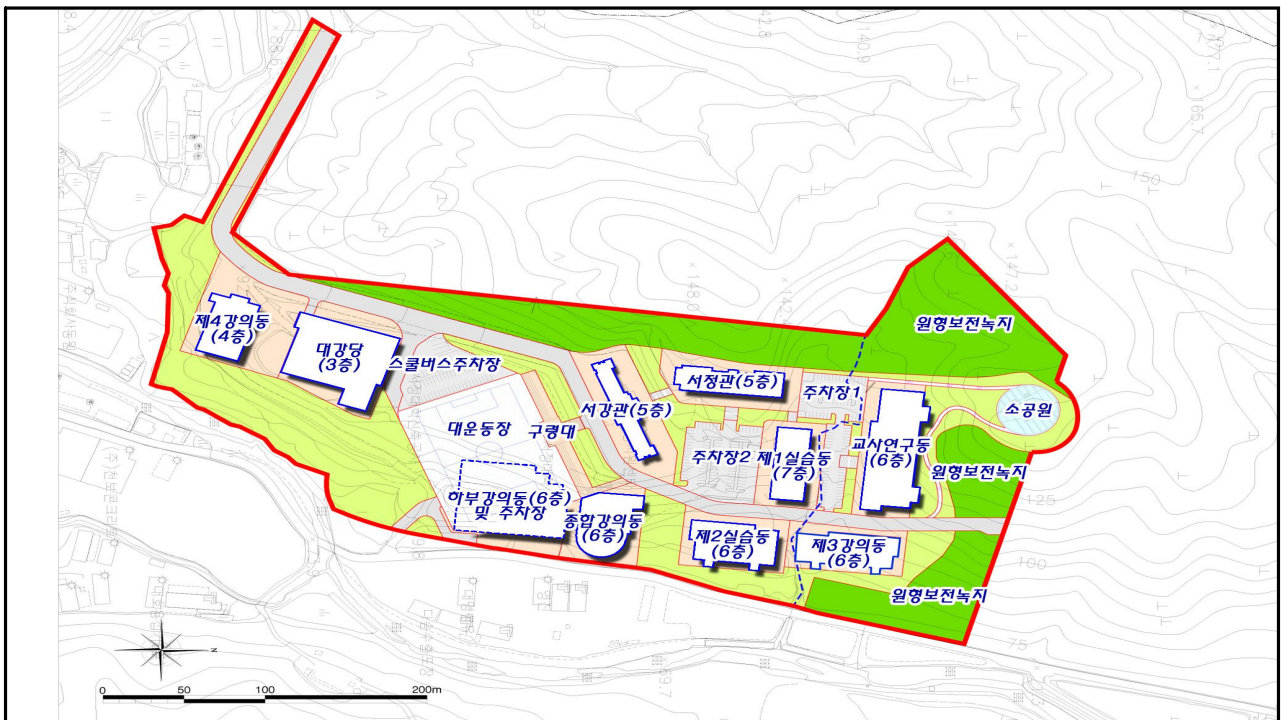 원형보전녹지
제4강의동
(4층)
대강당
(3층)
스쿨버스주차장
서정관(5층)
주차장1
소공원
서강관(5층)
대운동장
구령대
주차장2
제1실습동
(7층)
교사연구동
(6층)
원형보전녹지
하부강의동(6층)
및 주차장
종합강의동
(6층)
제2실습동
(6층)
제3강의동
(6층)
원형보전녹지
150
125
100
75
N
0 50 100 200m